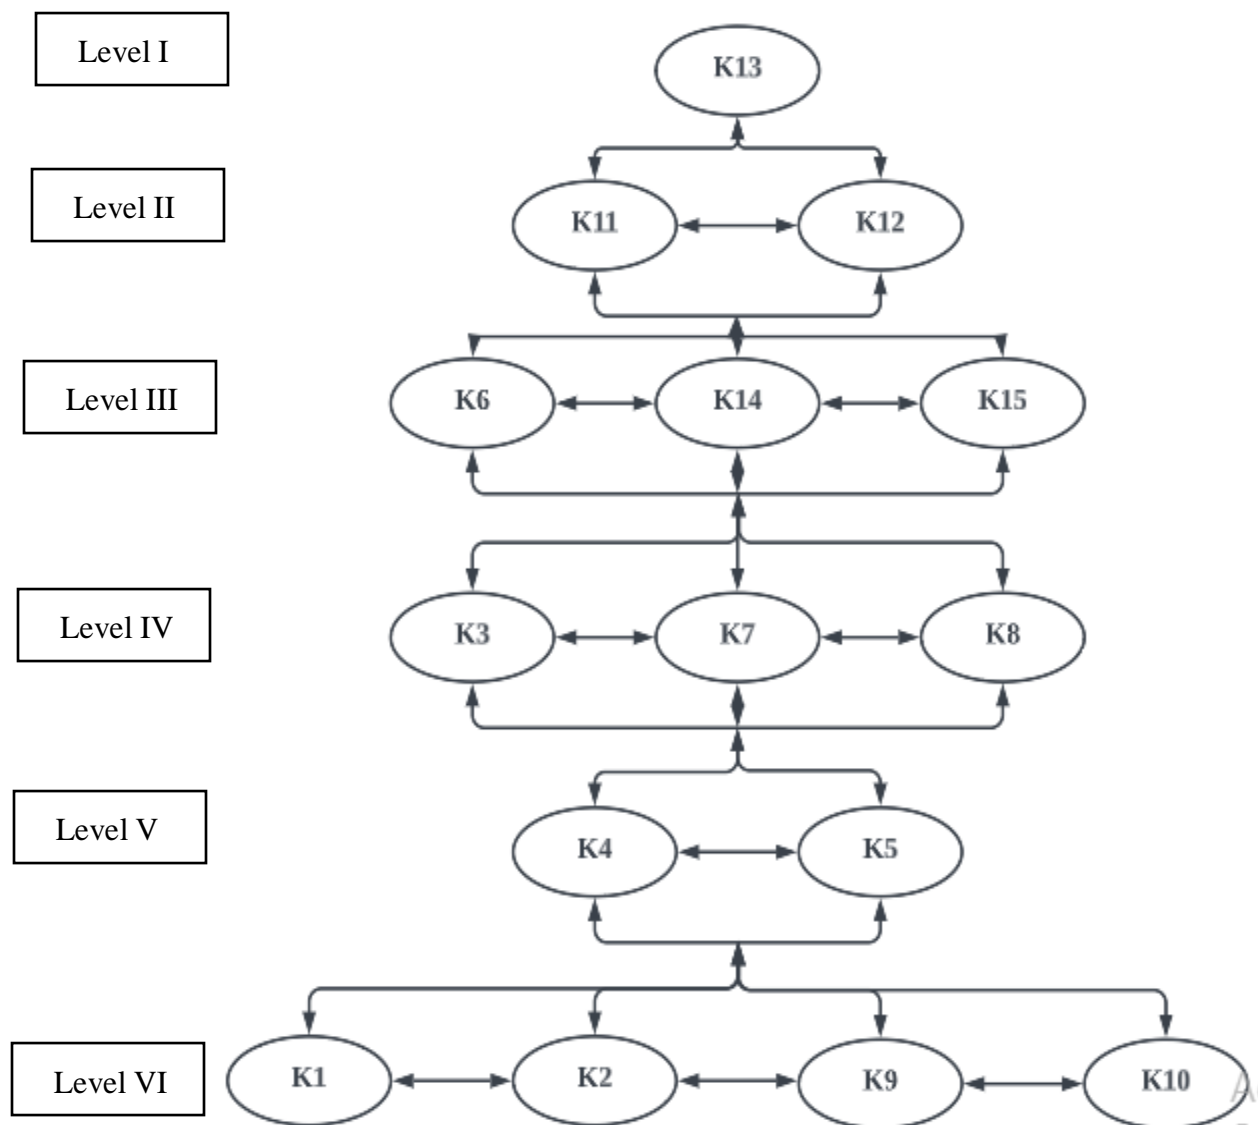 Level I
K13
Level II
K11
K12
Level III
K6
K14
K15
Level IV
K3
K7
K8
Level V
K4
K5
Level VI
K1
K2
K9
K10